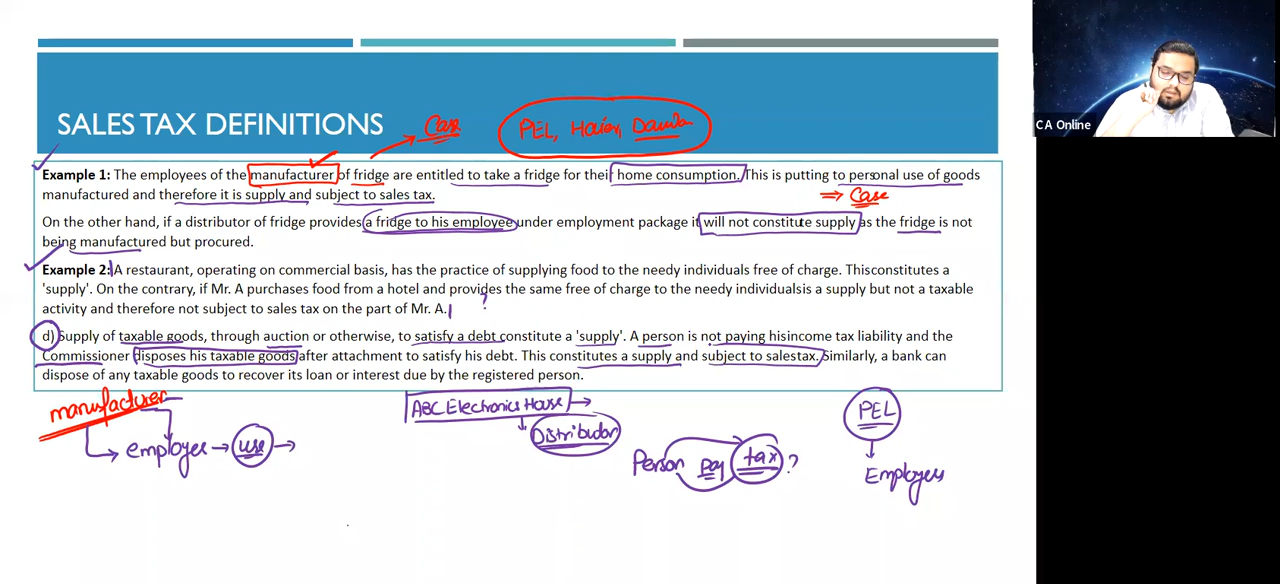 SALES TAX DEFINITIONS
Case
PEL, Haier, Dawlan
CA Online
Example 1: The employees of the manufacturer of fridge are entitled to take a fridge for their home consumption. This is putting to personal use of goods
manufactured and therefore it is supply and subject to sales tax.
⇒ Case
On the other hand, if a distributor of fridge provides a fridge to his employee under employment package it will not constitute supply as the fridge is not
being manufactured but procured.
Example 2: A restaurant, operating on commercial basis, has the practice of supplying food to the needy individuals free of charge. Thisconstitutes a
'supply'. On the contrary, if Mr. A purchases food from a hotel and provides the same free of charge to the needy individualsis a supply but not a taxable
activity and therefore not subject to sales tax on the part of Mr. A. ?
d) Supply of taxable goods, through auction or otherwise, to satisfy a debt constitute a 'supply'. A person is not paying hisincome tax liability and the
Commissioner disposes his taxable goods after attachment to satisfy his debt. This constitutes a supply and subject to salestax. Similarly, a bank can
dispose of any taxable goods to recover its loan or interest due by the registered person.
manufacturer
employee → use →
ABC Electronics House →
Distributor
Person pay tax ?
PEL
Employees